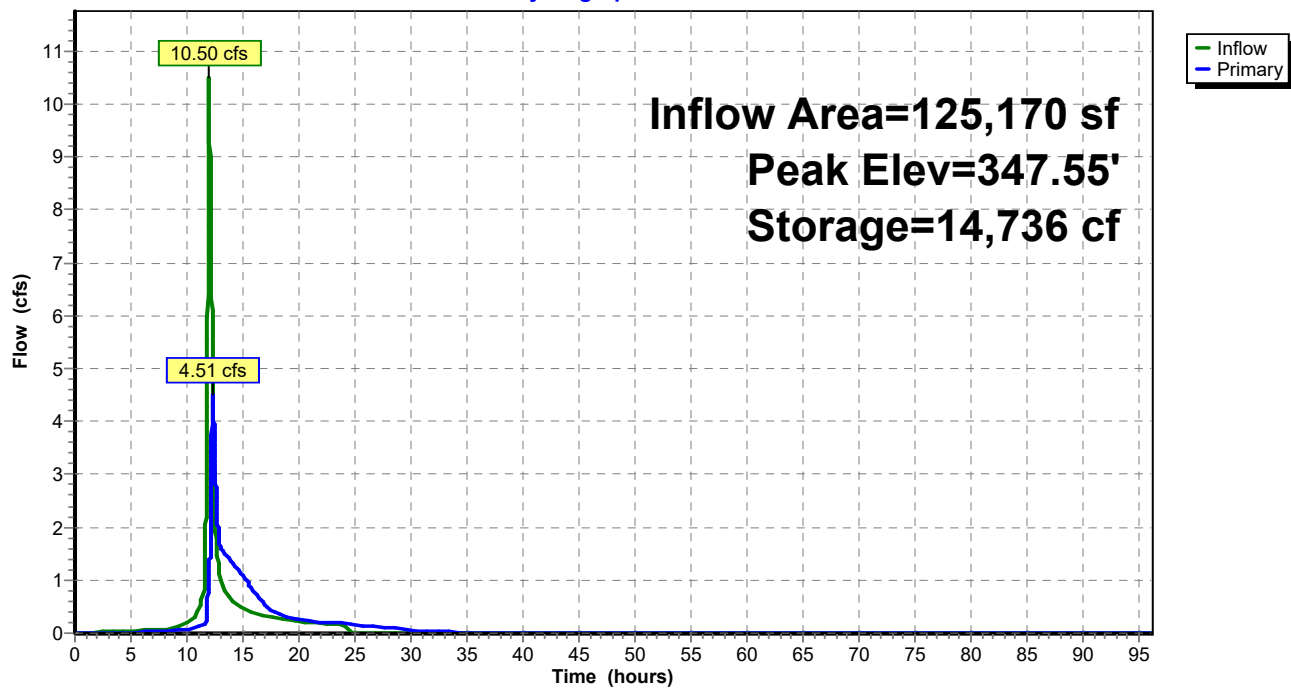 10.50 cfs
4.51 cfs
Inflow Area=125,170 sf
Peak Elev=347.55'
Storage=14,736 cf
Inflow
Primary
Flow (cfs)
11
10
9
8
7
6
5
4
3
2
1
0
0 5 10 15 20 25 30 35 40 45 50 55 60 65 70 75 80 85 90 95
Time (hours)